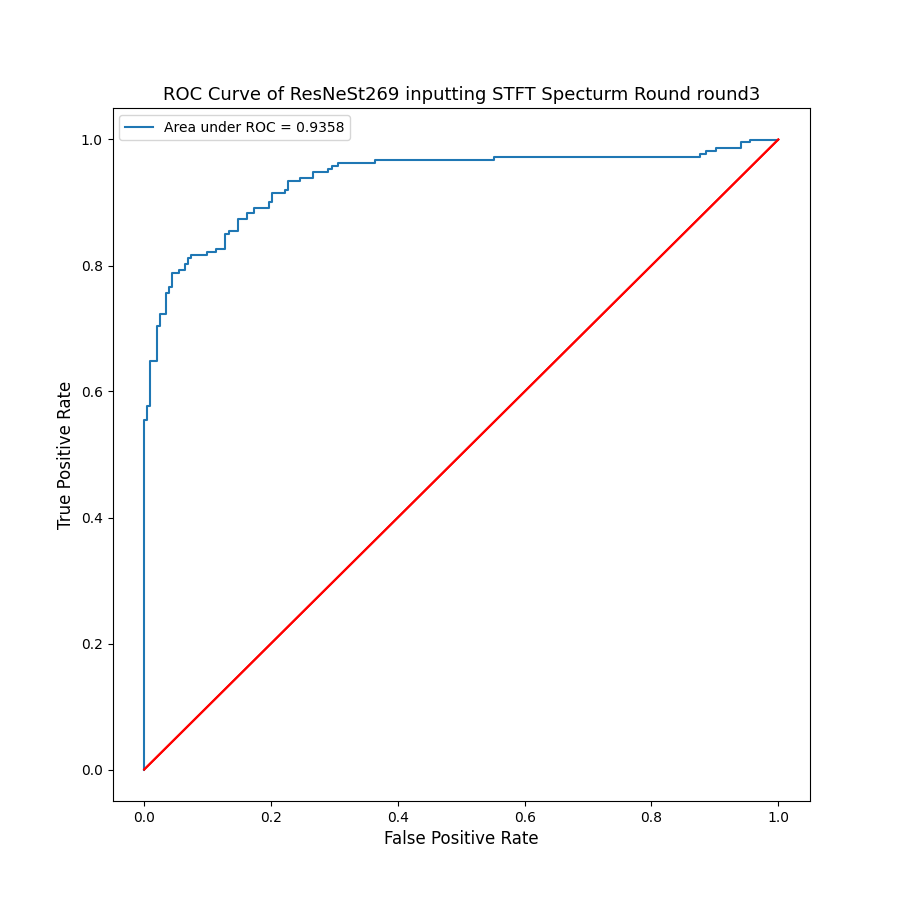 ROC Curve of ResNeSt269 inputting STFT Specturm Round round3
Area under ROC = 0.9358
1.0
0.8
0.6
0.4
0.2
0.0
True Positive Rate
0.0 0.2 0.4 0.6 0.8 1.0
False Positive Rate